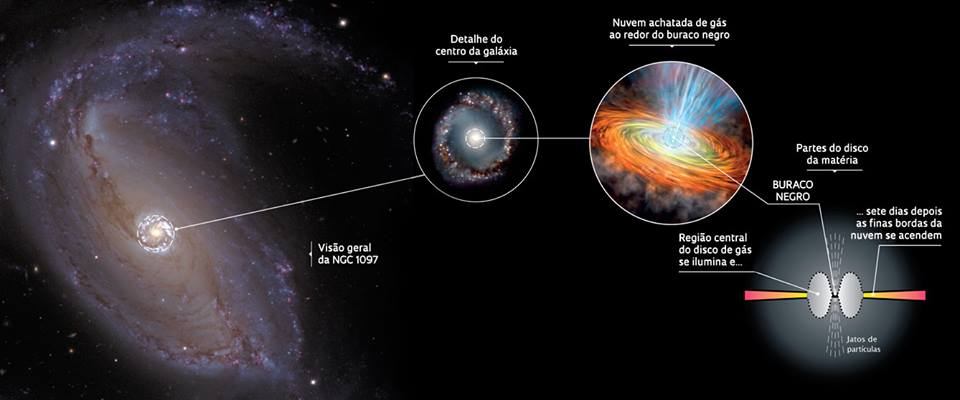 Detalhe do
centro da galáxia
Nuvem achatada de gás
ao redor do buraco negro
Visão geral
da NGC 1097
Partes do disco
da matéria
BURACO
NEGRO
Região central
do disco de gás
se ilumina e...
... sete dias depois
as finas bordas da
nuvem se acendem
Jatos de
partículas